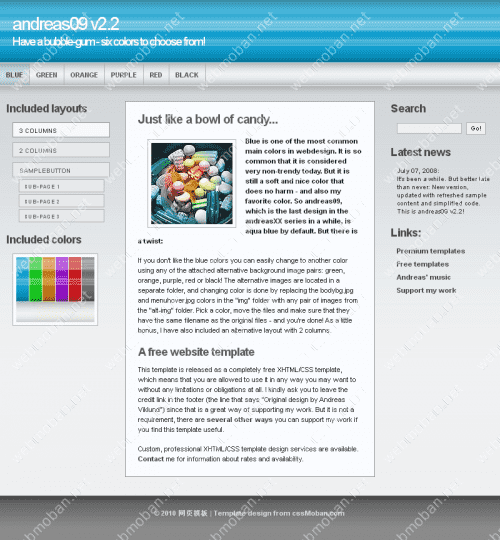 andreas09 v2.2
Have a bubble-gum - six colors to choose from!
BLUE GREEN ORANGE PURPLE RED BLACK
Included layouts
3 COLUMNS
2 COLUMNS
SAMPLEBUTTON
SUB-PAGE 1
SUB-PAGE 2
SUB-PAGE 3
Included colors
Just like a bowl of candy...
Blue is one of the most common
main colors in webdesign. It is so
common that it is considered
very non-trendy today. But it is
still a soft and nice color that
does no harm - and also my
favorite color. So andreas09,
which is the last design in the
andreasXX series in a while, is
aqua blue by default. But there is
a twist:
If you don't like the blue colors you can easily change to another color
using any of the attached alternative background image pairs: green,
orange, purple, red or black! The alternative images are located in a
separate folder, and changing color is done by replacing the bodybg.jpg
and menuhover.jpg colors in the "img" folder with any pair of images from
the "alt-img" folder. Pick a color, move the files and make sure that they
have the same filename as the original files - and you're done! As a little
bonus, I have also included an alternative layout with 2 columns.
A free website template
This template is released as a completely free XHTML/CSS template,
which means that you are allowed to use it in any way you may want to
without any limitations or obligations at all. I kindly ask you to leave the
credit link in the footer (the line that says "Original design by Andreas
Viklund") since that is a great way of supporting my work. But it is not a
requirement, there are several other ways you can support my work if
you find this template useful.
Custom, professional XHTML/CSS template design services are available.
Contact me for information about rates and availability.
Search
Go!
Latest news
July 07, 2006:
It's been a while. But better late
than never: New version,
updated with refreshed sample
content and simplified code.
This is andreas09 v2.2!
Links:
Premium templates
Free templates
Andreas' music
Support my work
© 2010 网页模板 | Template design from cssMoban.com